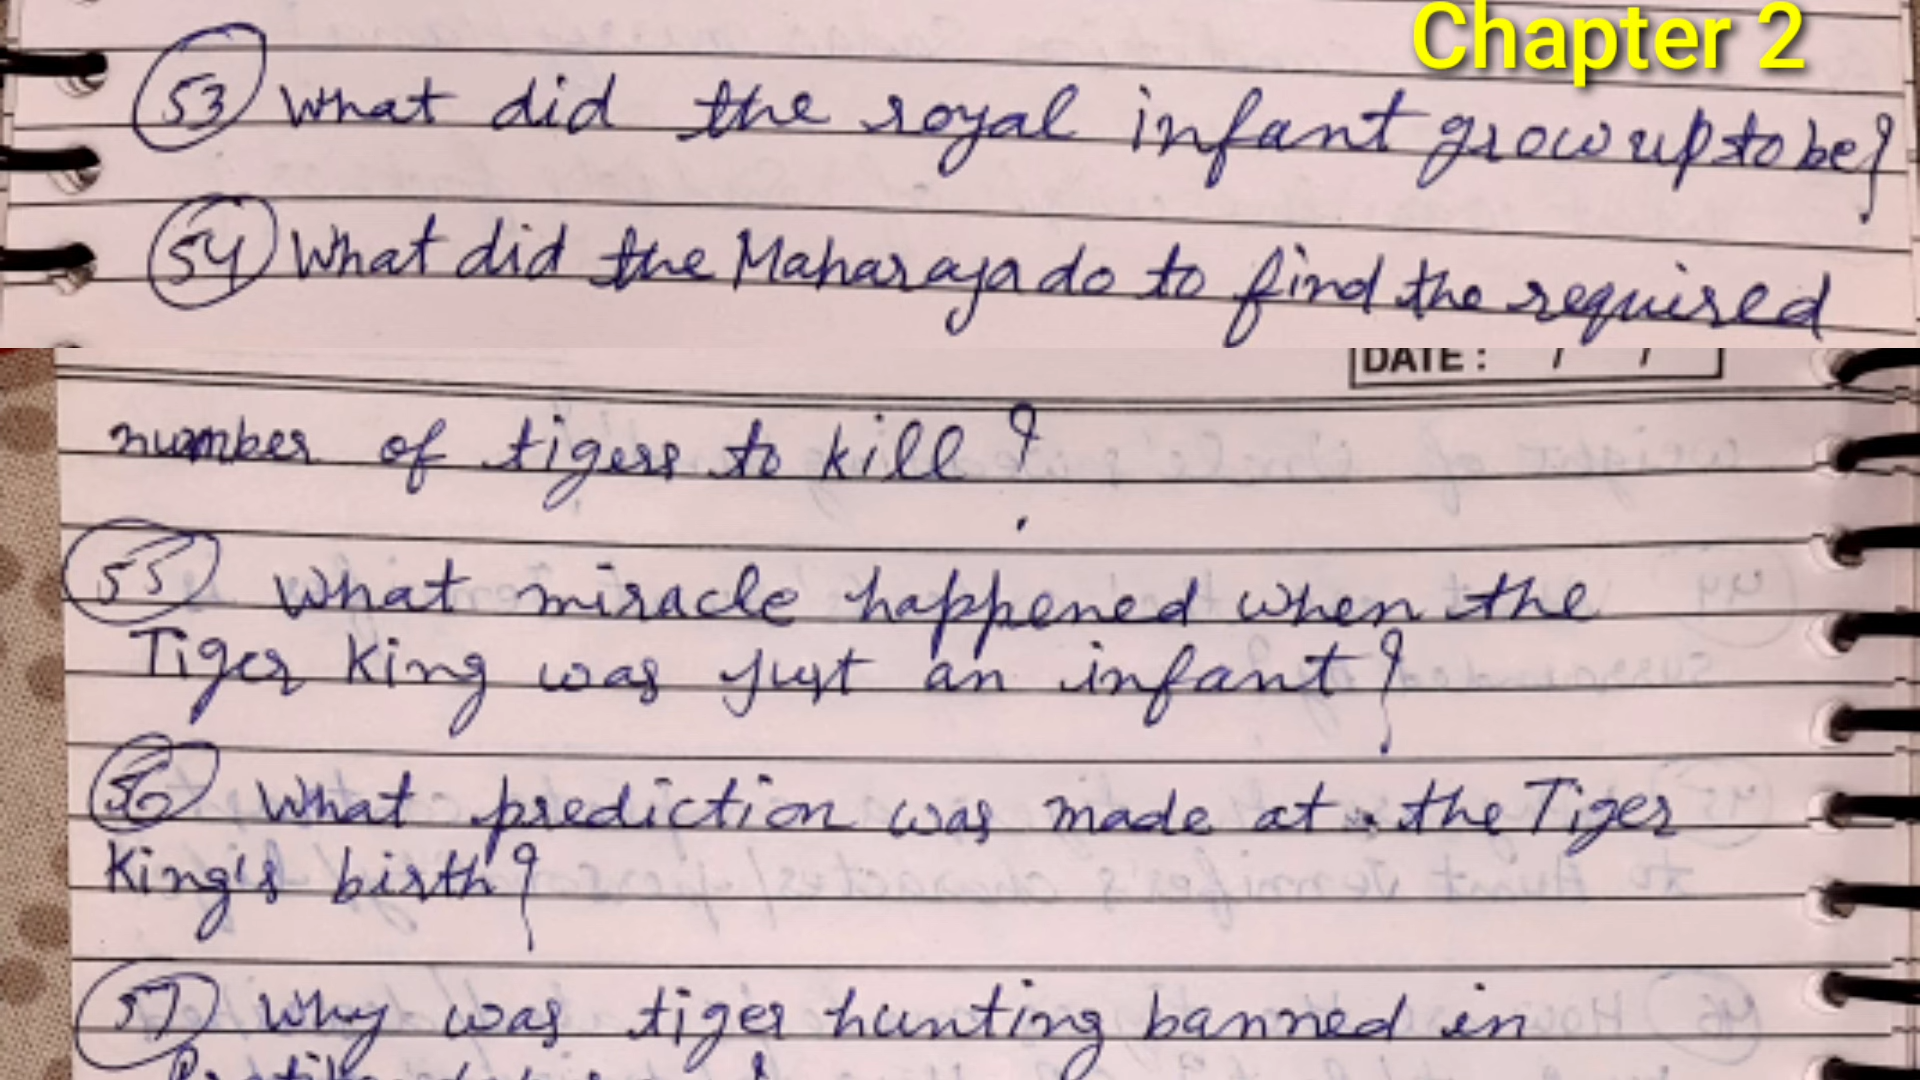 Chapter 2
53 What did the royal infant grow up to be?
54 What did the Maharaja do to find the required
DATE: / /
number of tigers to kill?
55 What miracle happened when the
Tiger King was just an infant?
56 What prediction was made at the Tiger
King's birth?
57 Why was tiger hunting banned in